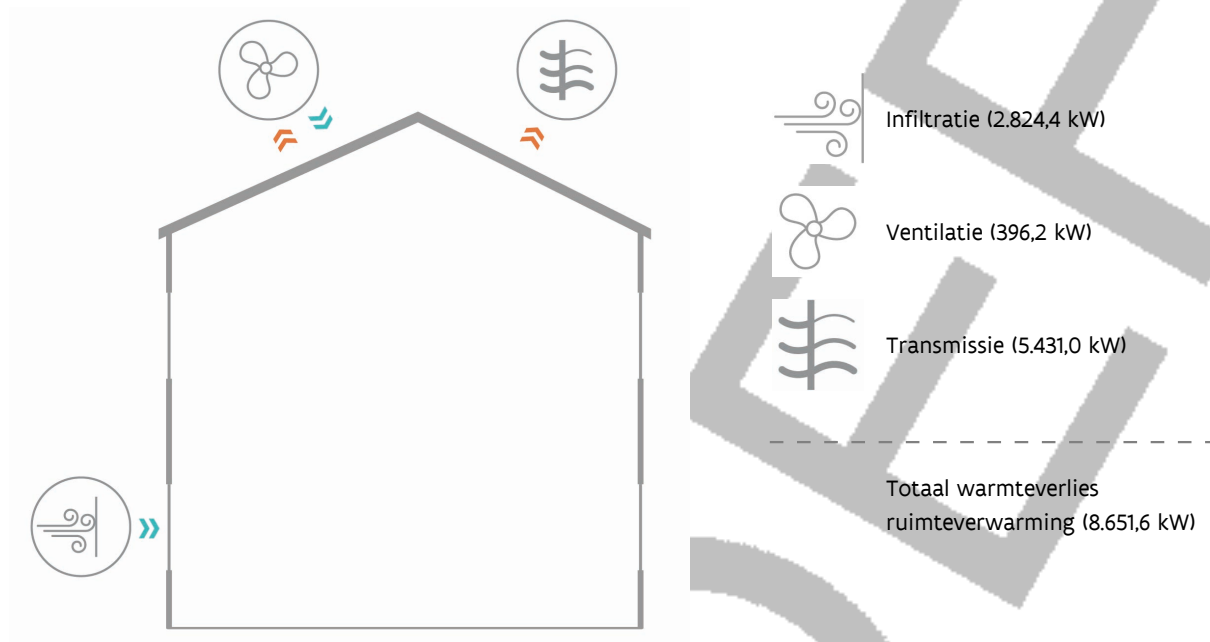 Infiltratie (2.824,4 kW)
Ventilatie (396,2 kW)
Transmissie (5.431,0 kW)
Totaal warmteverlies
ruimteverwarming (8.651,6 kW)